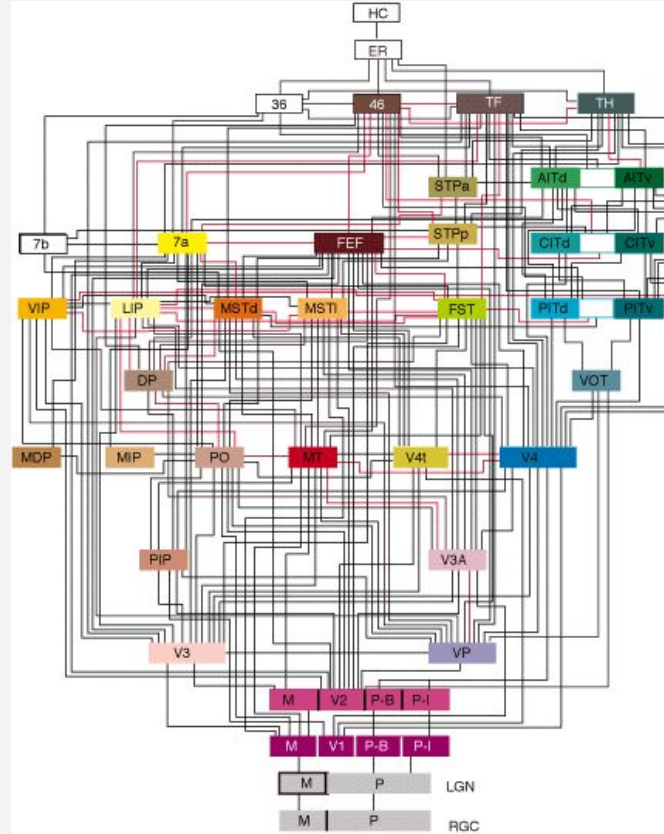 HC
ER
36 46 TF TH
STPa AITd AITv
7b 7a FEF STPp CITd CITv
VIP LIP MSTd MSTl FST PITd PITv
DP VOT
MDP MIP PO MT V4t V4
PIP V3A
V3 VP
M V2 P-B P-I
M V1 P-B P-I
M P LGN
M P RGC